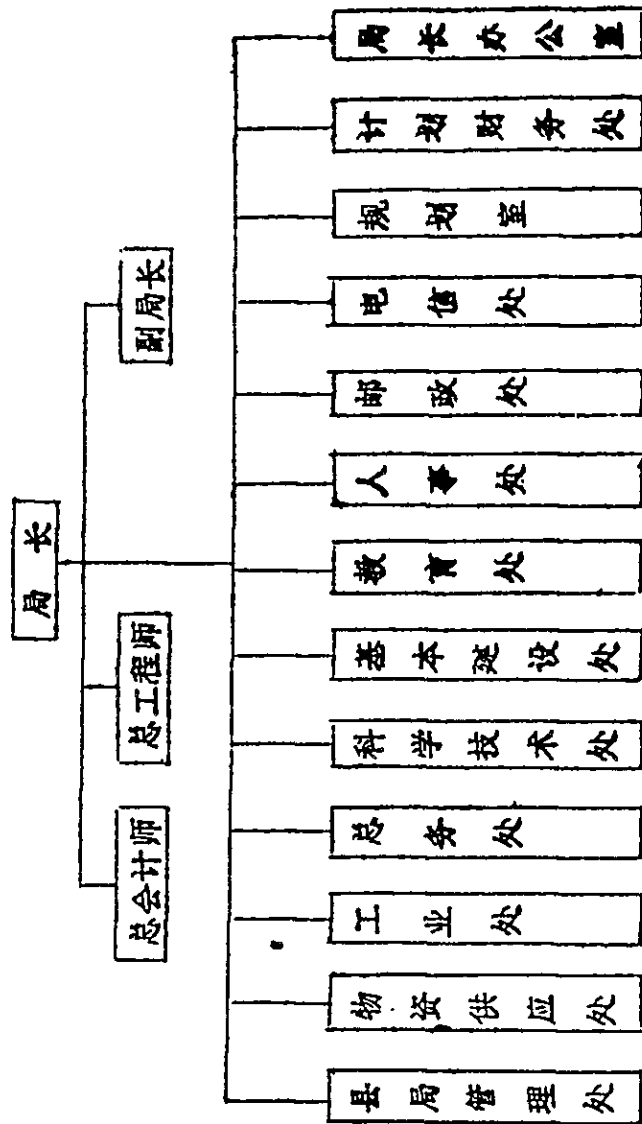 局长
总会计师
总工程师
副局长
县局管理处
物资供应处
工业处
总务处
科学技术处
基本建设处
教育处
人事处
邮政处
电信处
规划室
计划财务处
局长办公室